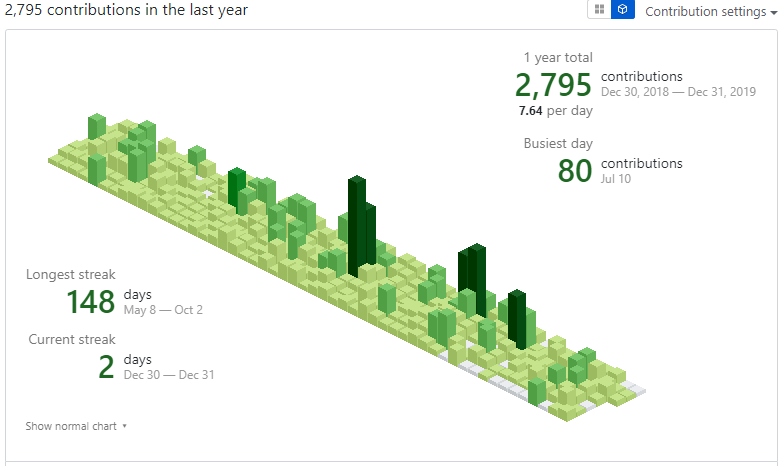 2,795 contributions in the last year
Contribution settings
1 year total
2,795 contributions
Dec 30, 2018 — Dec 31, 2019
7.64 per day
Busiest day
80 contributions
Jul 10
Longest streak
148 days
May 8 — Oct 2
Current streak
2 days
Dec 30 — Dec 31
Show normal chart